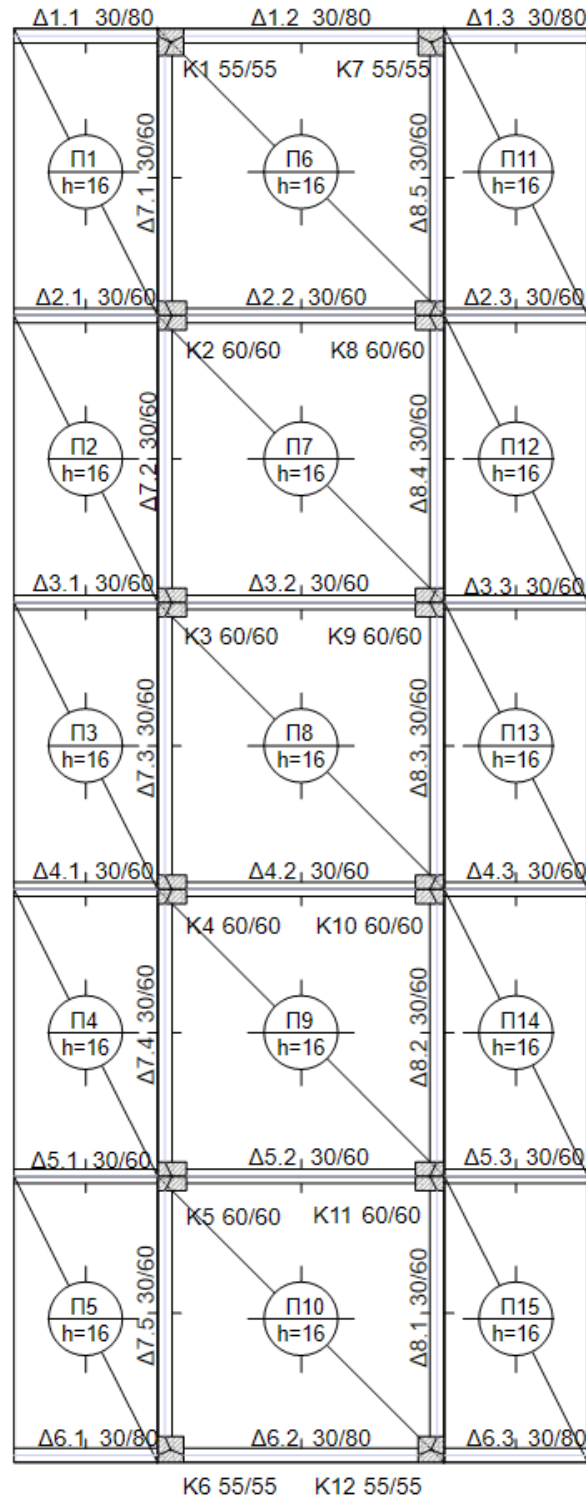 Δ1.1 30/80 Δ1.2 30/80 Δ1.3 30/80
K1 55/55 K7 55/55
Π1 Π6 Π11
h=16 h=16 h=16
Δ7.1 30/60 Δ8.5 30/60
Δ2.1 30/60 Δ2.2 30/60 Δ2.3 30/60
K2 60/60 K8 60/60
Π2 Π7 Π12
h=16 h=16 h=16
Δ7.2 30/60 Δ8.4 30/60
Δ3.1 30/60 Δ3.2 30/60 Δ3.3 30/60
K3 60/60 K9 60/60
Π3 Π8 Π13
h=16 h=16 h=16
Δ7.3 30/60 Δ8.3 30/60
Δ4.1 30/60 Δ4.2 30/60 Δ4.3 30/60
K4 60/60 K10 60/60
Π4 Π9 Π14
h=16 h=16 h=16
Δ7.4 30/60 Δ8.2 30/60
Δ5.1 30/60 Δ5.2 30/60 Δ5.3 30/60
K5 60/60 K11 60/60
Π5 Π10 Π15
h=16 h=16 h=16
Δ7.5 30/60 Δ8.1 30/60
Δ6.1 30/80 Δ6.2 30/80 Δ6.3 30/80
K6 55/55 K12 55/55